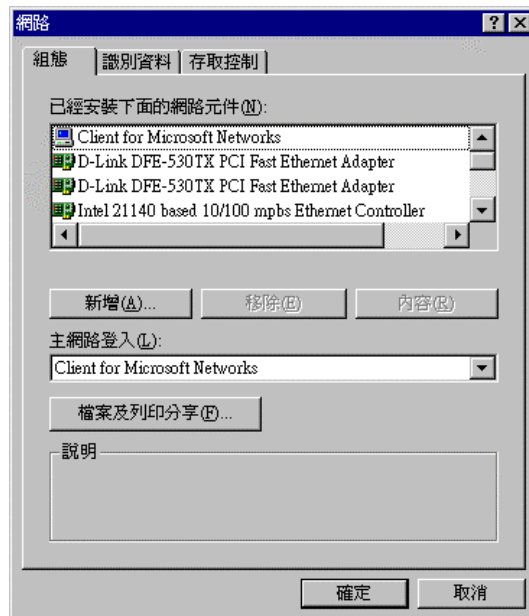 網路
組態 識別資料 存取控制
已經安裝下面的網路元件(N):
Client for Microsoft Networks
D-Link DFE-530TX PCI Fast Ethernet Adapter
D-Link DFE-530TX PCI Fast Ethernet Adapter
Intel 21140 based 10/100 mpbs Ethernet Controller
新增(A)... 移除(E) 內容(R)
主網路登入(L):
Client for Microsoft Networks
檔案及列印分享(F)...
說明
確定 取消